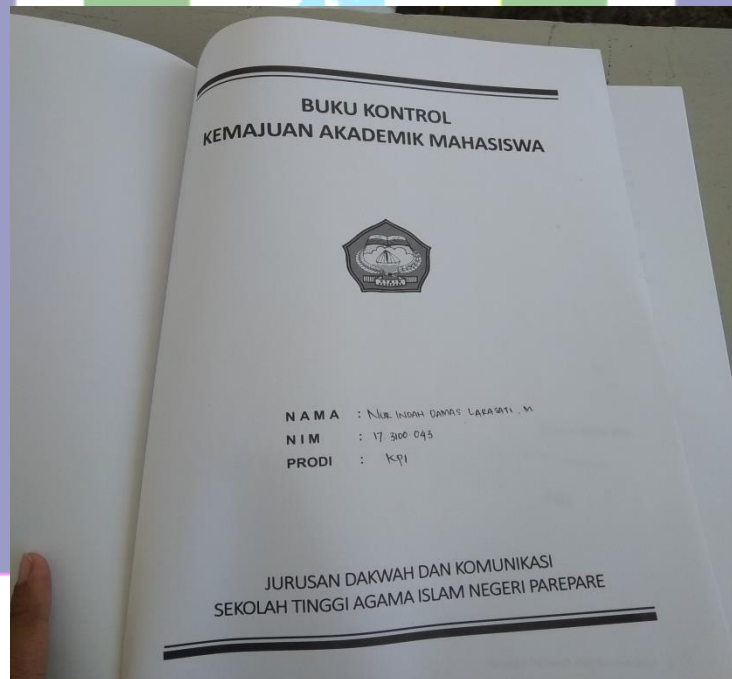 BUKU KONTROL
KEMAJUAN AKADEMIK MAHASISWA
NAMA : NUR INDAH DAMAS LARASATI . M
NIM : 17. 3100. 043
PRODI : KPI
JURUSAN DAKWAH DAN KOMUNIKASI
SEKOLAH TINGGI AGAMA ISLAM NEGERI PAREPARE